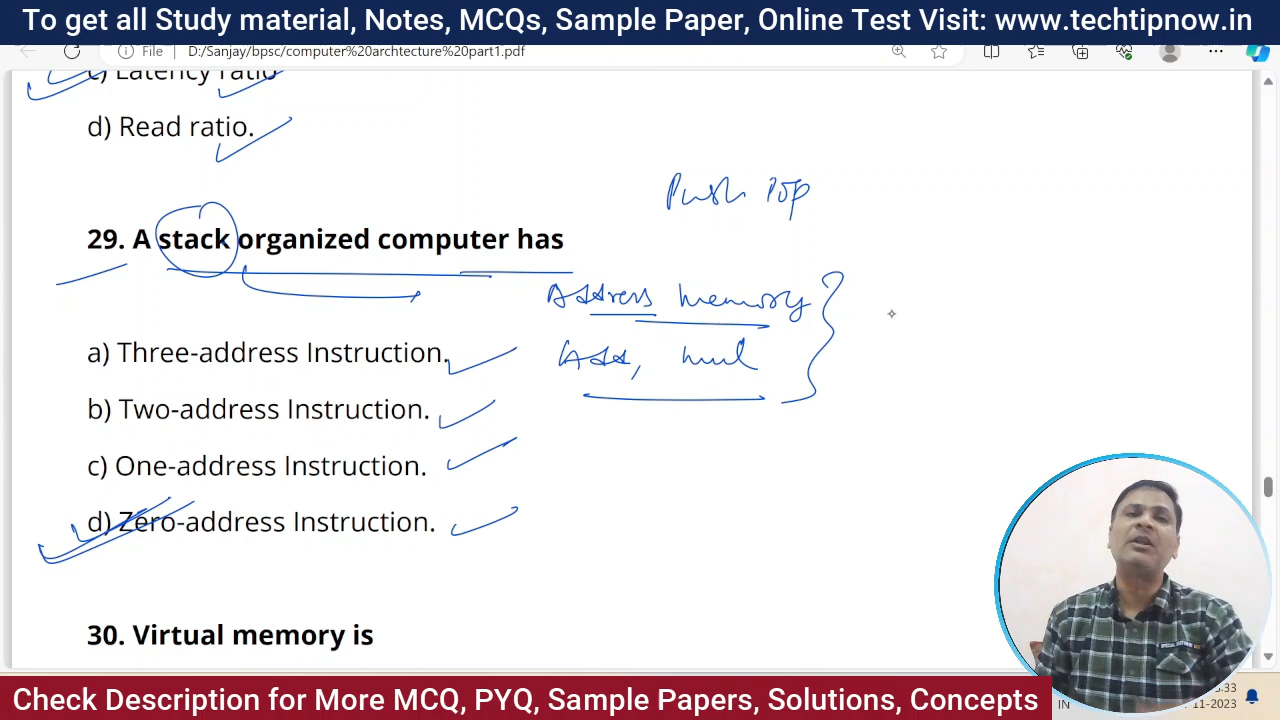 To get all Study material, Notes, MCQs, Sample Paper, Online Test Visit: www.techtipnow.in
File D:/Sanjay/bpsc/computer%20archtecture%20part1.pdf
c) Latency ratio
d) Read ratio.
Push Pop
29. A stack organized computer has
Address memory
a) Three-address Instruction.
Add, mul
b) Two-address Instruction.
c) One-address Instruction.
d) Zero-address Instruction.
30. Virtual memory is
Check Description for More MCQ, PYQ, Sample Papers, Solutions, Concepts
IN
11-2023